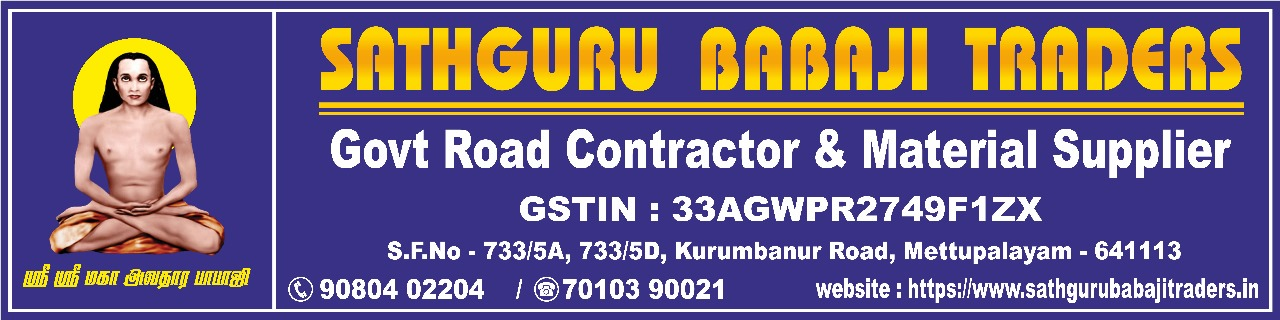 SATHGURU BABAJI TRADERS
Govt Road Contractor & Material Supplier
GSTIN : 33AGWPR2749F1ZX
S.F.No - 733/5A, 733/5D, Kurumbanur Road, Mettupalayam - 641113
90804 02204 / 70103 90021
website : https://www.sathgurubabajitraders.in
ஸ்ரீ ஸ்ரீ மகா அவதார பாபாஜி